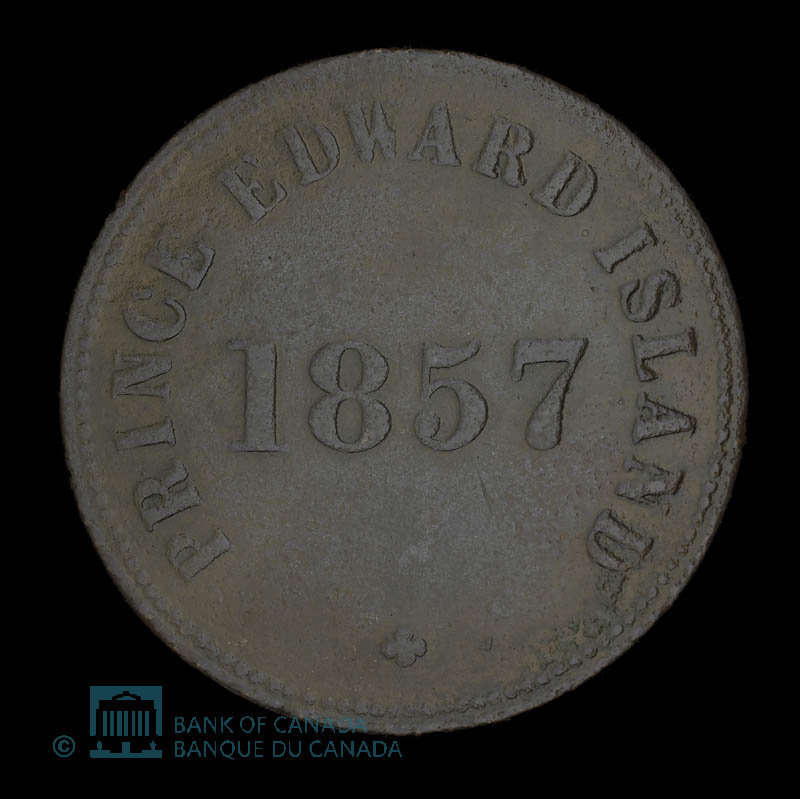 PRINCE EDWARD ISLAND
1857
© BANK OF CANADA
BANQUE DU CANADA